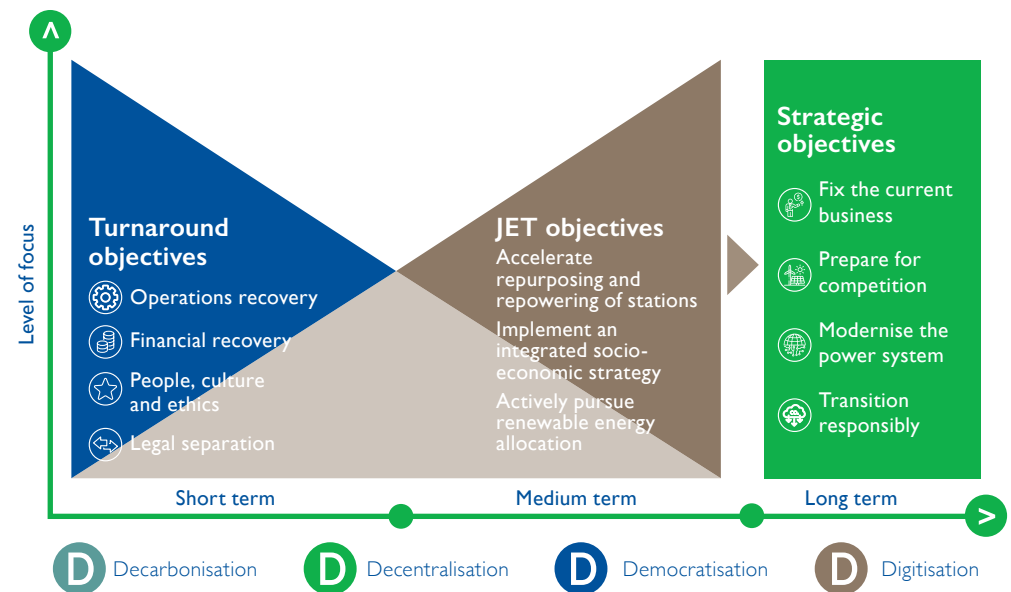 Level of focus
Turnaround
objectives
Operations recovery
Financial recovery
People, culture
and ethics
Legal separation
JET objectives
Accelerate
repurposing and
repowering of stations
Implement an
integrated socio-
economic strategy
Actively pursue
renewable energy
allocation
Strategic
objectives
Fix the current
business
Prepare for
competition
Modernise the
power system
Transition
responsibly
Short term
Medium term
Long term
D Decarbonisation
D Decentralisation
D Democratisation
D Digitisation